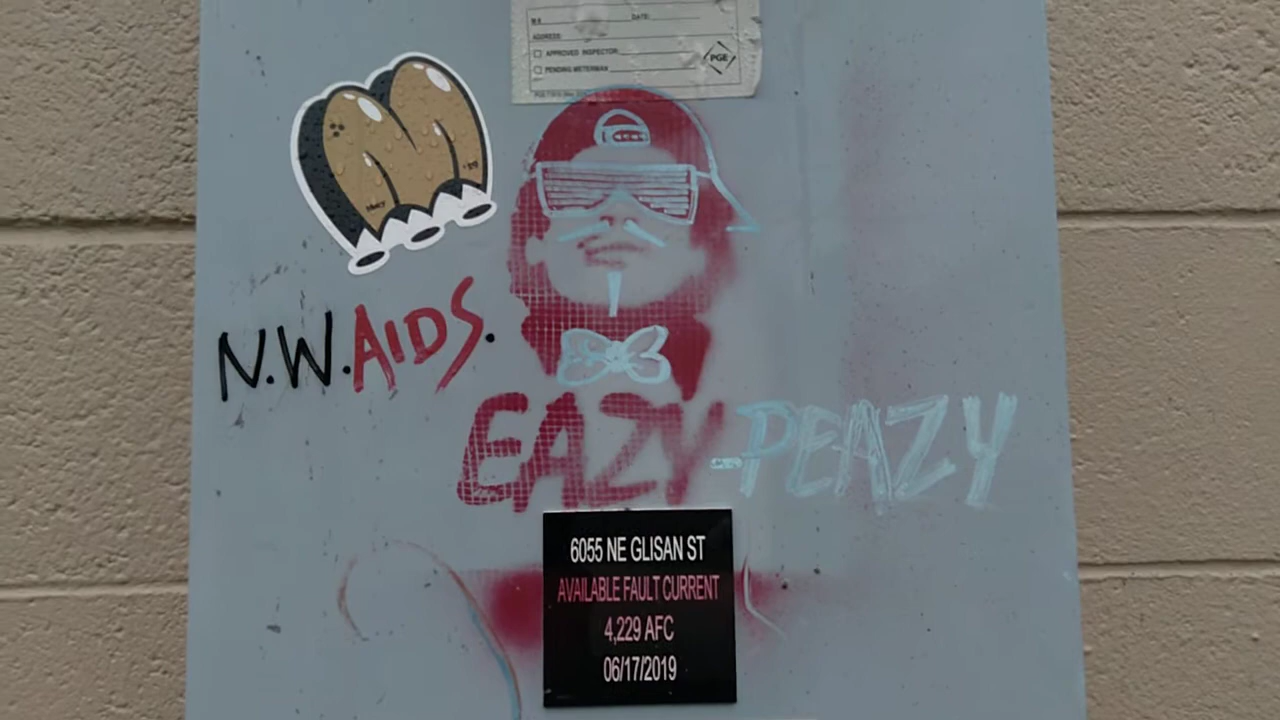 DATE:
ADDRESS:
APPROVED INSPECTOR
PENDING METERMAN
PGE
N.W.AIDS.
EAZY-PEAZY
6055 NE GLISAN ST
AVAILABLE FAULT CURRENT
4,229 AFC
06/17/2019